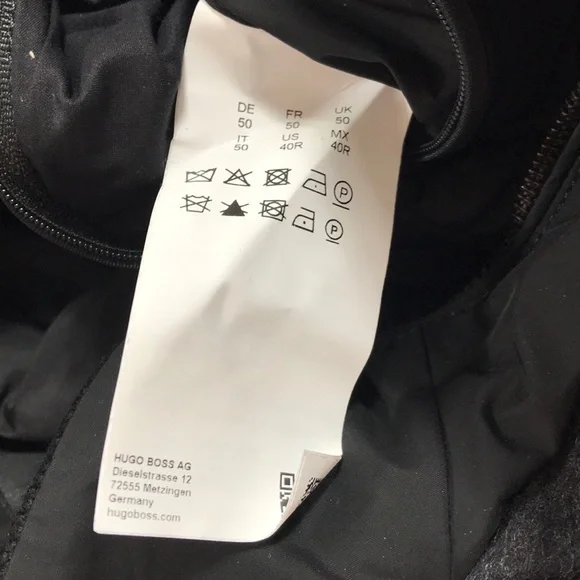 DE FR UK
50 50 50
IT US MX
50 40R 40R
P
P
HUGO BOSS AG
Dieselstrasse 12
72555 Metzingen
Germany
hugoboss.com